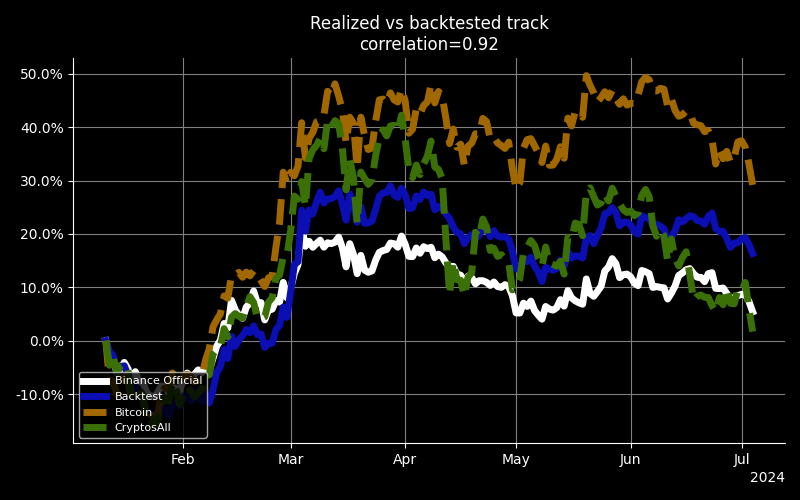 Realized vs backtested track
correlation=0.92
50.0%
40.0%
30.0%
20.0%
10.0%
0.0%
-10.0%
Binance Official
Backtest
Bitcoin
CryptosAll
Feb Mar Apr May Jun Jul
2024